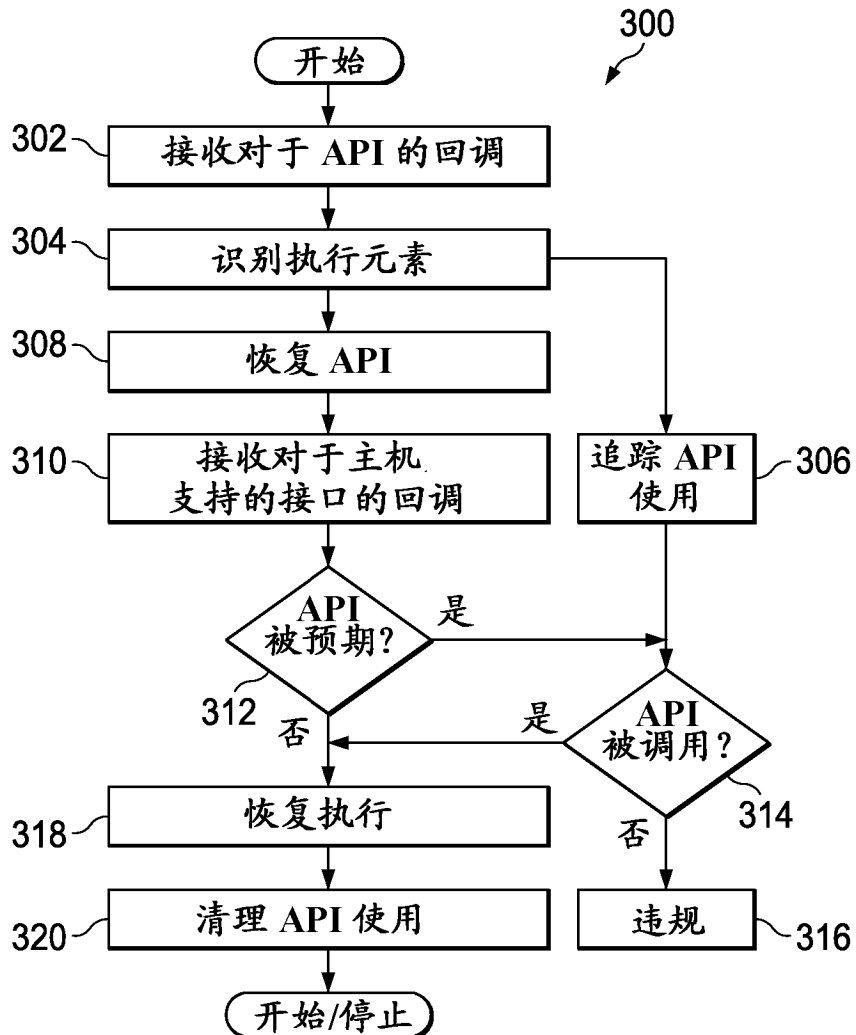 300
开始
302
接收对于 API 的回调
304
识别执行元素
308
恢复 API
310
接收对于主机
支持的接口的回调
追踪 API
使用
306
API
被预期？
是
312
否
是
API
被调用？
314
否
318
恢复执行
320
清理 API 使用
违规
316
开始/停止